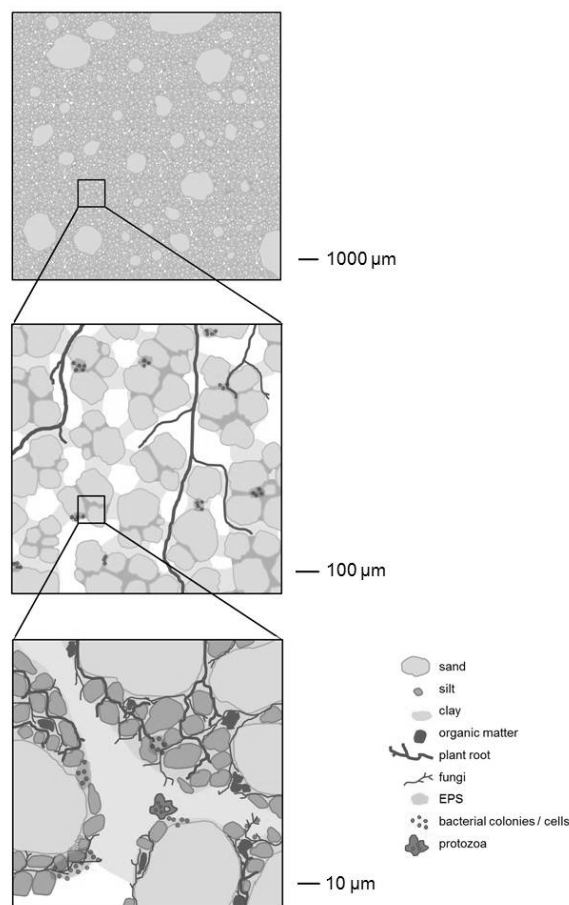 1000 µm
100 µm
sand
silt
clay
organic matter
plant root
fungi
EPS
bacterial colonies / cells
protozoa
10 µm